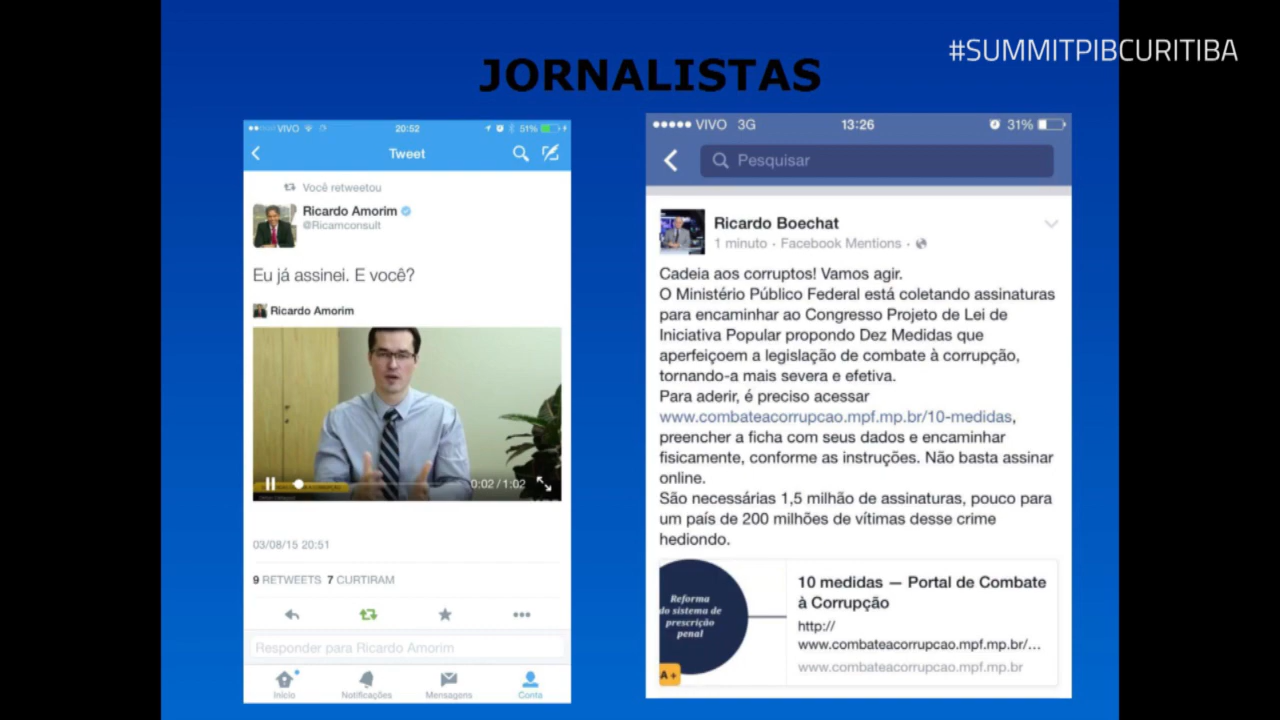 #SUMMITPIBCURITIBA
JORNALISTAS
VIVO 20:52 51%
Tweet
Você retweetou
Ricardo Amorim
@Ricamconsult
Eu já assinei. E você?
Ricardo Amorim
0:02 / 1:02
03/08/15 20:51
9 RETWEETS 7 CURTIRAM
Responder para Ricardo Amorim
Início Notificações Mensagens Conta
VIVO 3G 13:26 31%
Pesquisar
Ricardo Boechat
1 minuto · Facebook Mentions ·
Cadeia aos corruptos! Vamos agir.
O Ministério Público Federal está coletando assinaturas
para encaminhar ao Congresso Projeto de Lei de
Iniciativa Popular propondo Dez Medidas que
aperfeiçoem a legislação de combate à corrupção,
tornando-a mais severa e efetiva.
Para aderir, é preciso acessar
www.combateacorrupcao.mpf.mp.br/10-medidas,
preencher a ficha com seus dados e encaminhar
fisicamente, conforme as instruções. Não basta assinar
online.
São necessárias 1,5 milhão de assinaturas, pouco para
um país de 200 milhões de vítimas desse crime
hediondo.
Reforma
do sistema de
prescrição
penal
A+
10 medidas — Portal de Combate
à Corrupção
http://
www.combateacorrupcao.mpf.mp.br/...
www.combateacorrupcao.mpf.mp.br